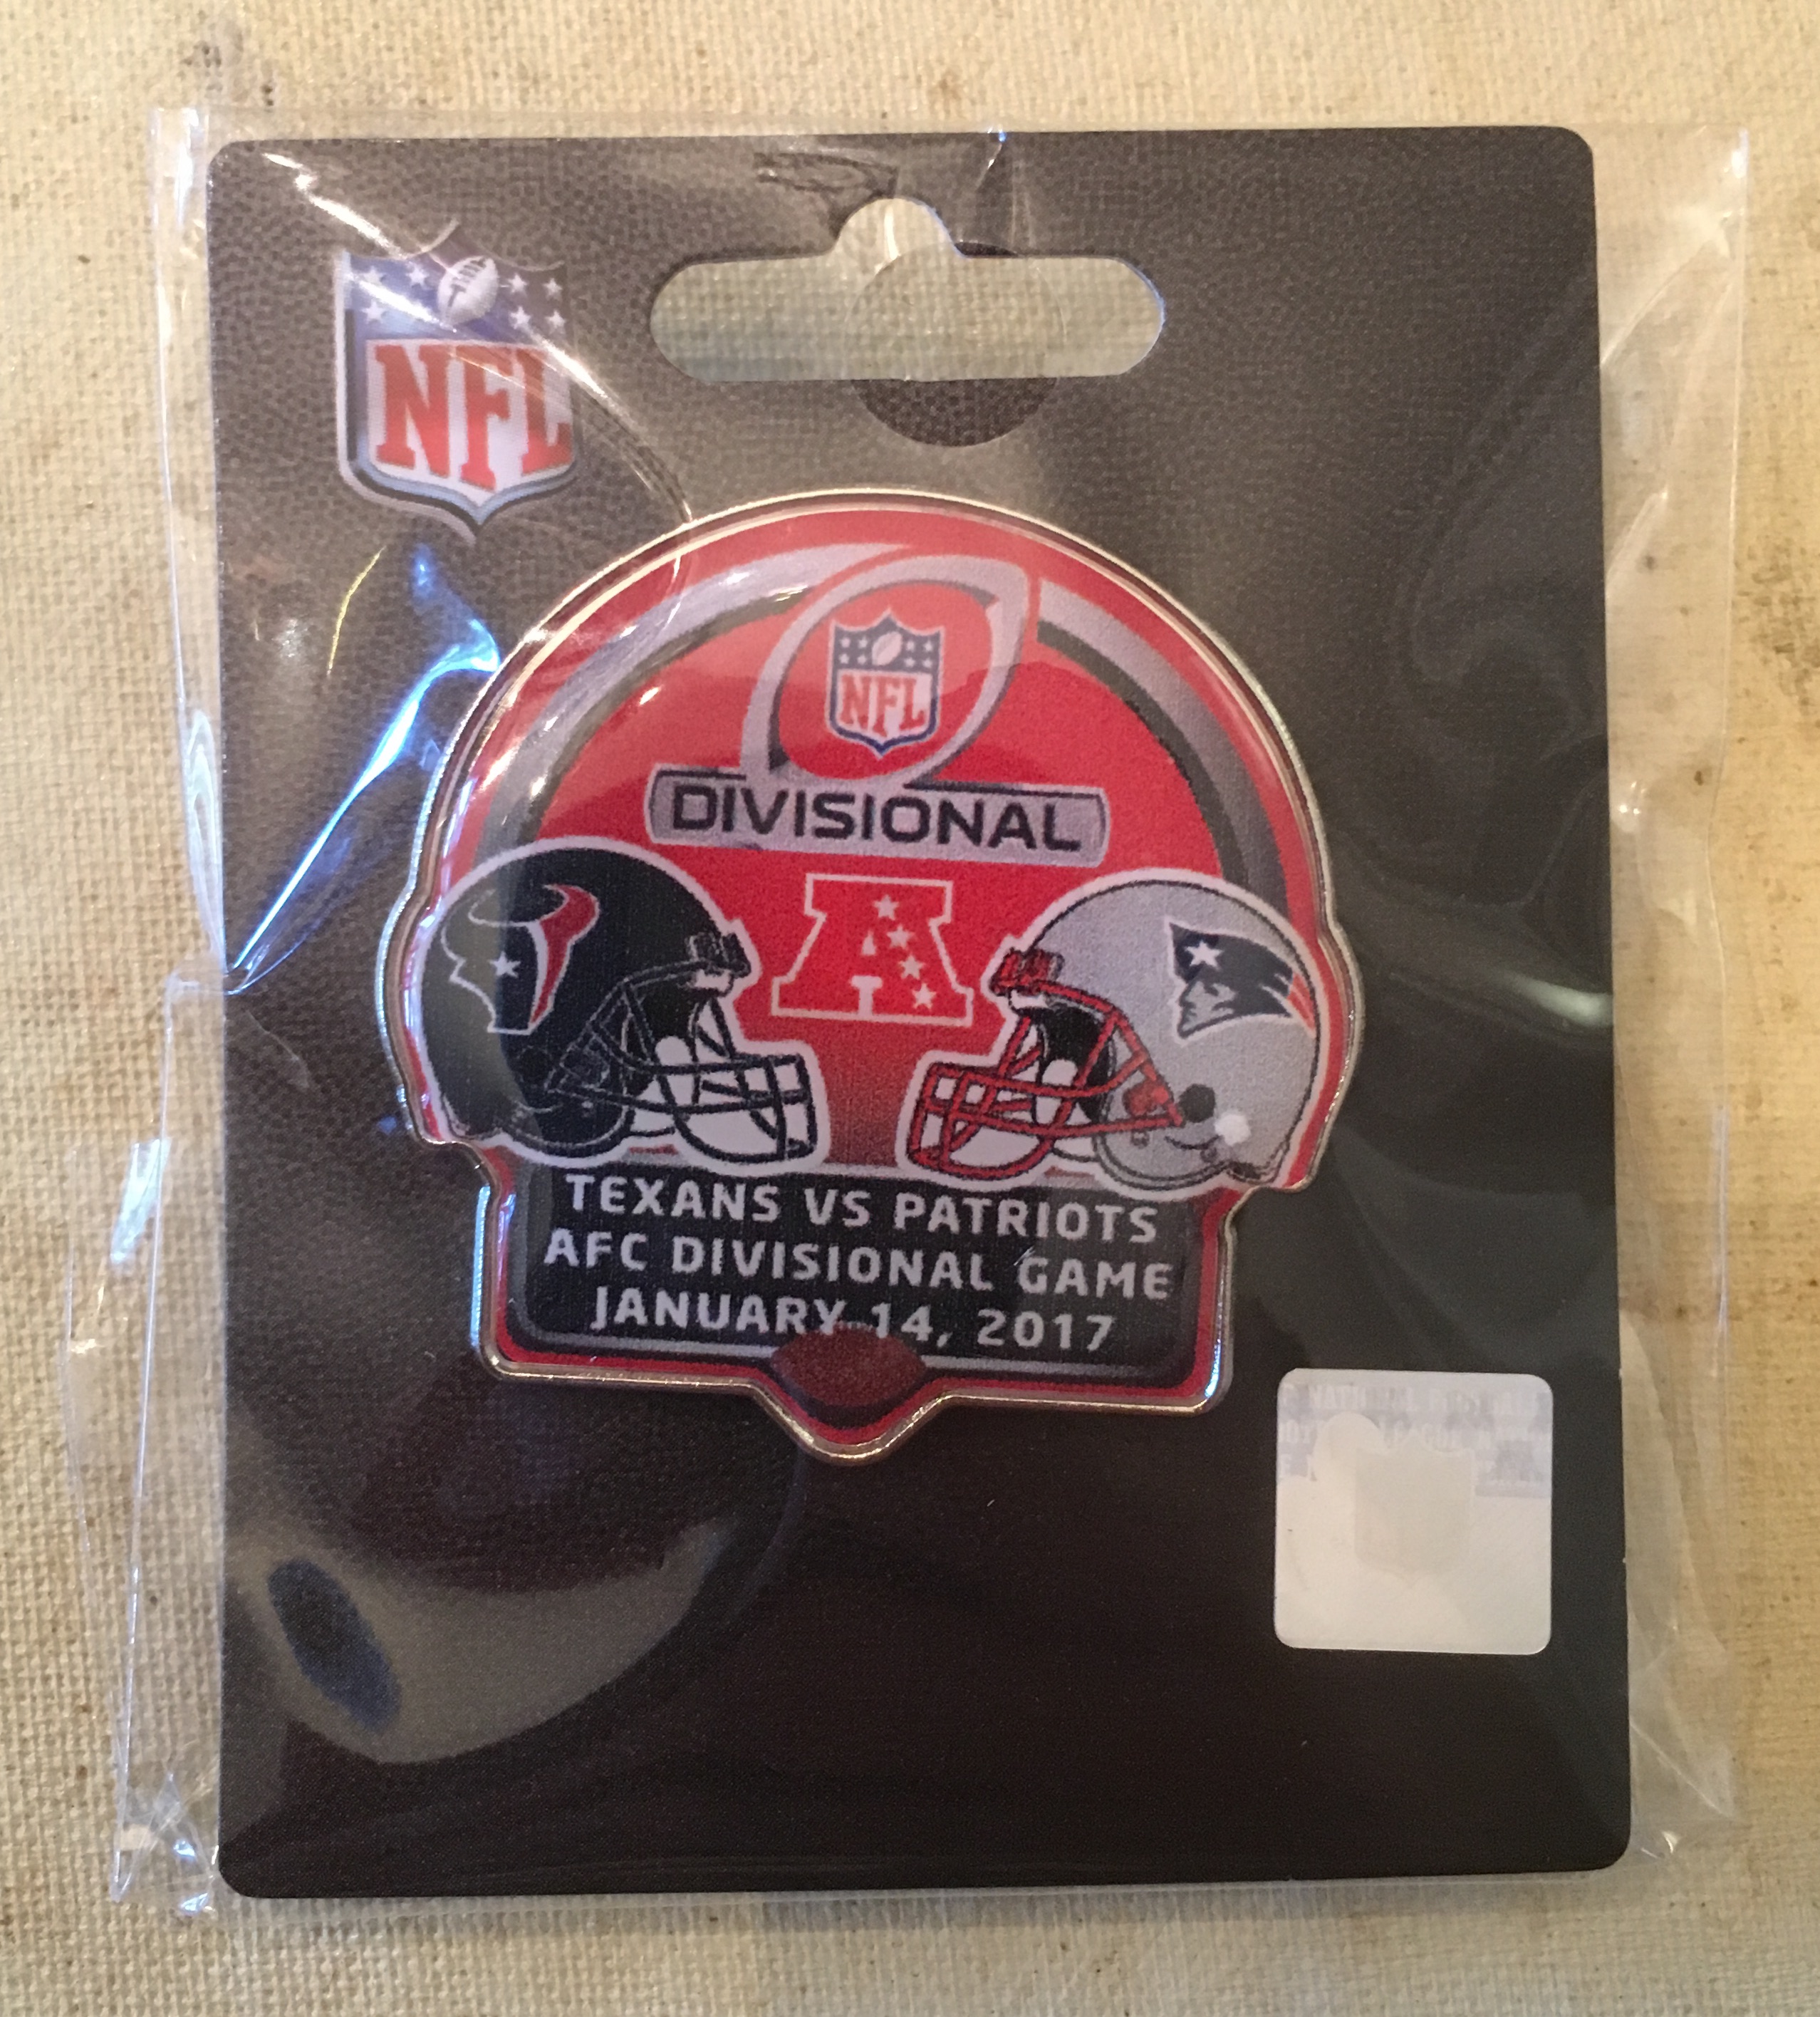 NFL
NFL
DIVISIONAL
A
TEXANS VS PATRIOTS
AFC DIVISIONAL GAME
JANUARY 14, 2017